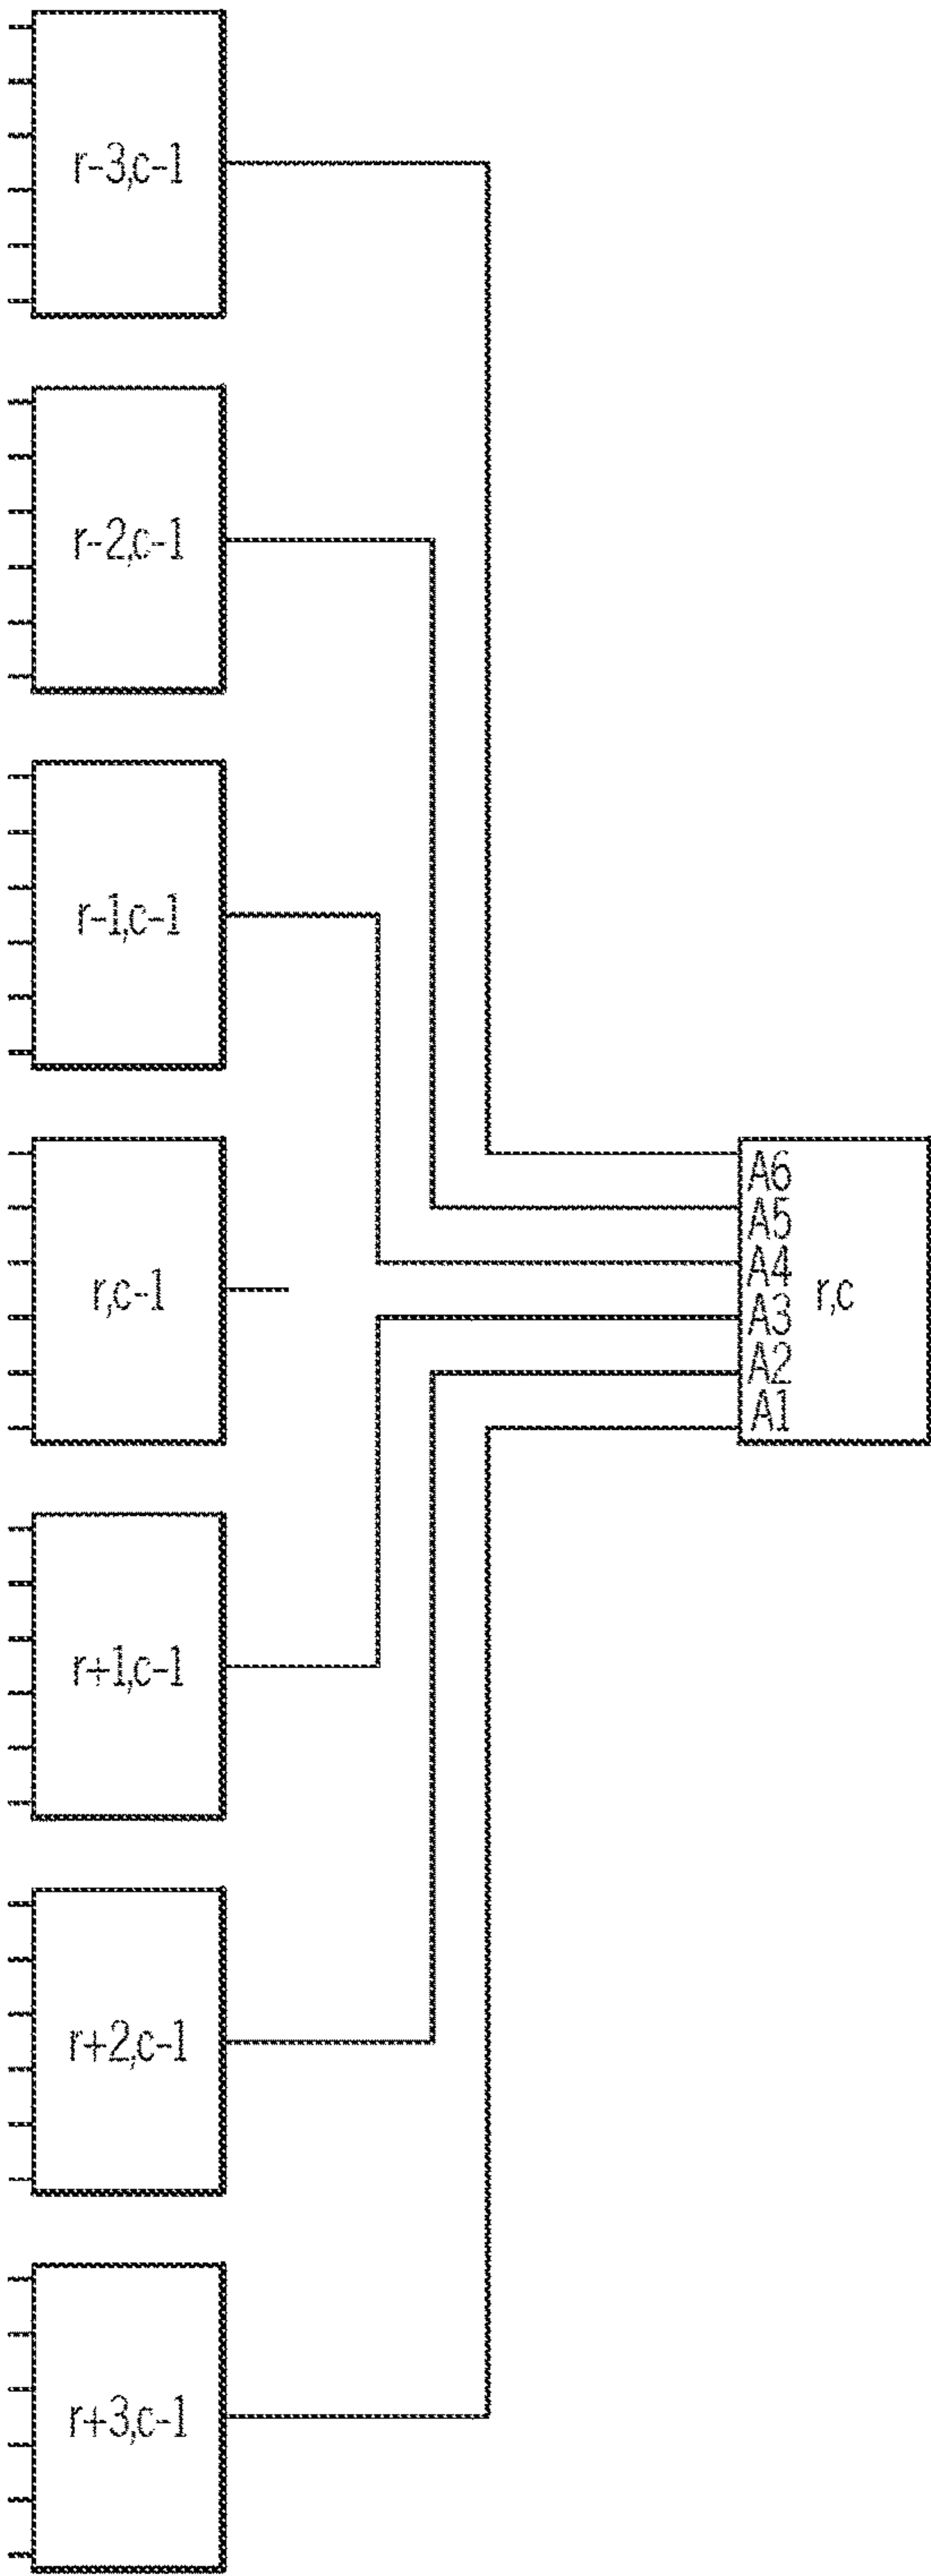 r-3,c-1
r-2,c-1
r-1,c-1
r,c-1
A6
A5
A4
A3
A2
A1
r,c
r+1,c-1
r+2,c-1
r+3,c-1